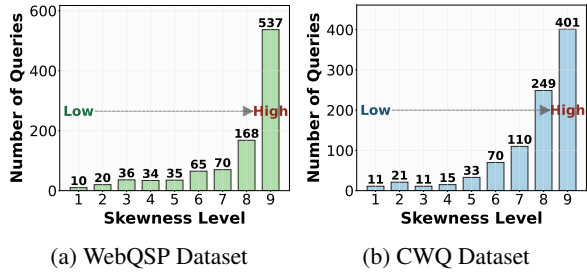 Number of Queries
600
400
200
0
10 20 36 34 35 65 70 168 537
Low High
1 2 3 4 5 6 7 8 9
Skewness Level
(a) WebQSP Dataset
Number of Queries
400
300
200
100
0
11 21 11 15 33 70 110 249 401
Low High
1 2 3 4 5 6 7 8 9
Skewness Level
(b) CWQ Dataset